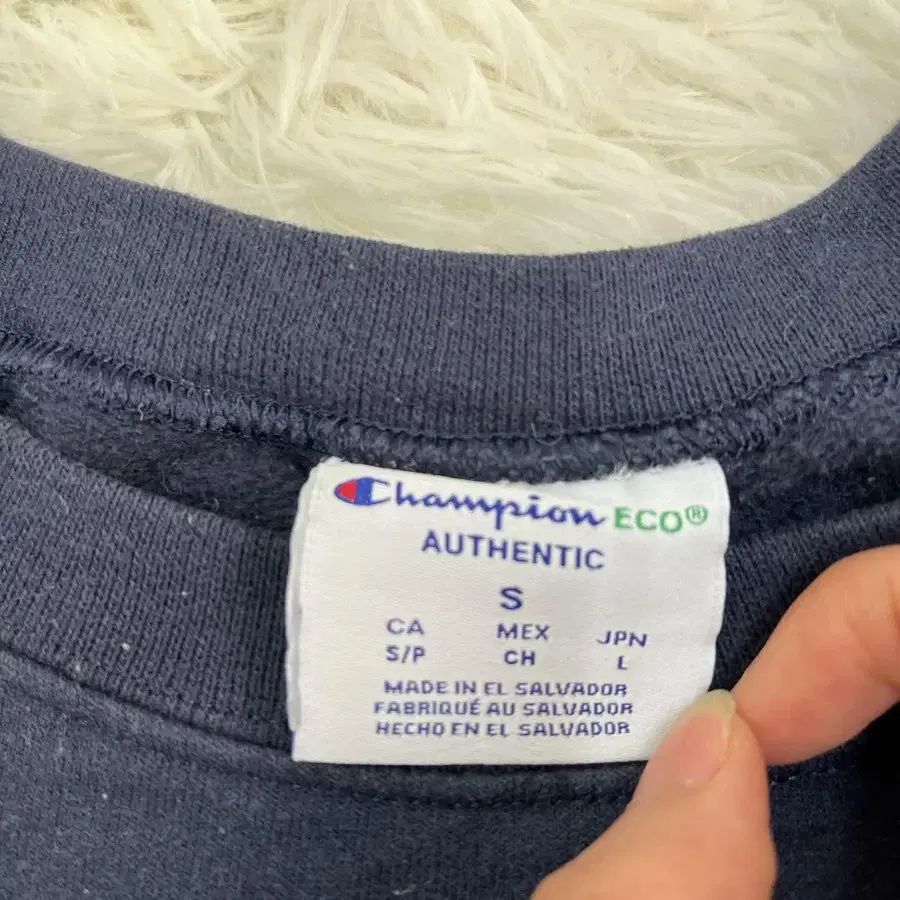 Champion ECO®
AUTHENTIC
S
CA MEX JPN
S/P CH L
MADE IN EL SALVADOR
FABRIQUÉ AU SALVADOR
HECHO EN EL SALVADOR